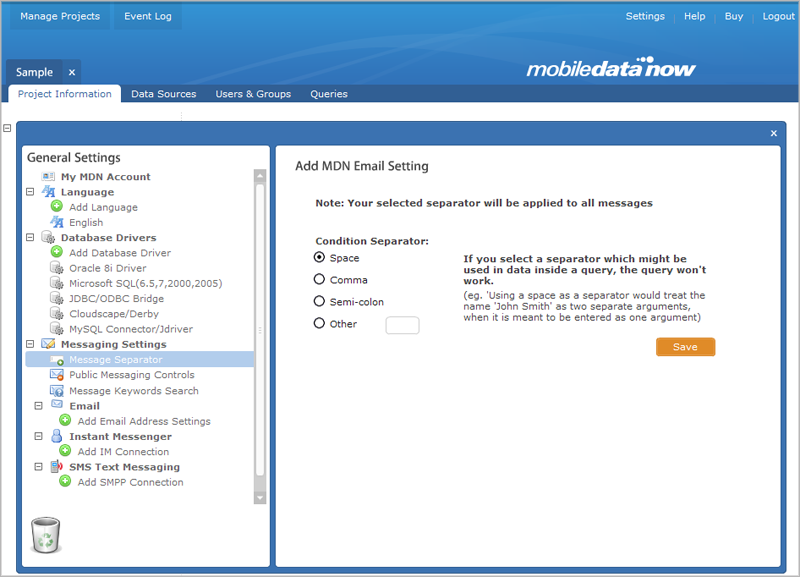 Manage Projects
Event Log
Settings
Help
Buy
Logout
Sample x
mobiledatanow
Project Information
Data Sources
Users & Groups
Queries
x
General Settings
My MDN Account
Language
Add Language
English
Database Drivers
Add Database Driver
Oracle 8i Driver
Microsoft SQL(6.5,7,2000,2005)
JDBC/ODBC Bridge
Cloudscape/Derby
MySQL Connector/Jdriver
Messaging Settings
Message Separator
Public Messaging Controls
Message Keywords Search
Email
Add Email Address Settings
Instant Messenger
Add IM Connection
SMS Text Messaging
Add SMPP Connection
Add MDN Email Setting
Note: Your selected separator will be applied to all messages
Condition Separator:
Space
Comma
Semi-colon
Other
If you select a separator which might be
used in data inside a query, the query won't
work.
(eg. 'Using a space as a separator would treat the
name 'John Smith' as two separate arguments,
when it is meant to be entered as one argument)
Save